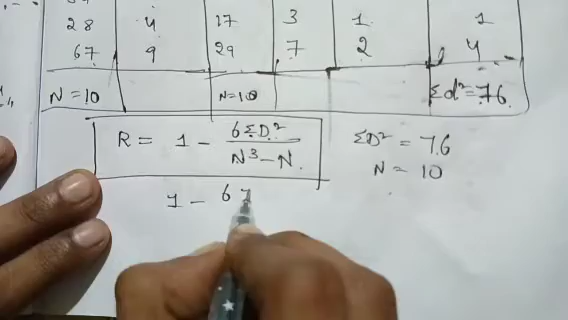 28 4 17 3 1 1
67 9 29 7 2 4
N = 10 N = 10 Σd² = 76
R = 1 - 6ΣD² / N³ - N ΣD² = 76
N = 10
1 - 6